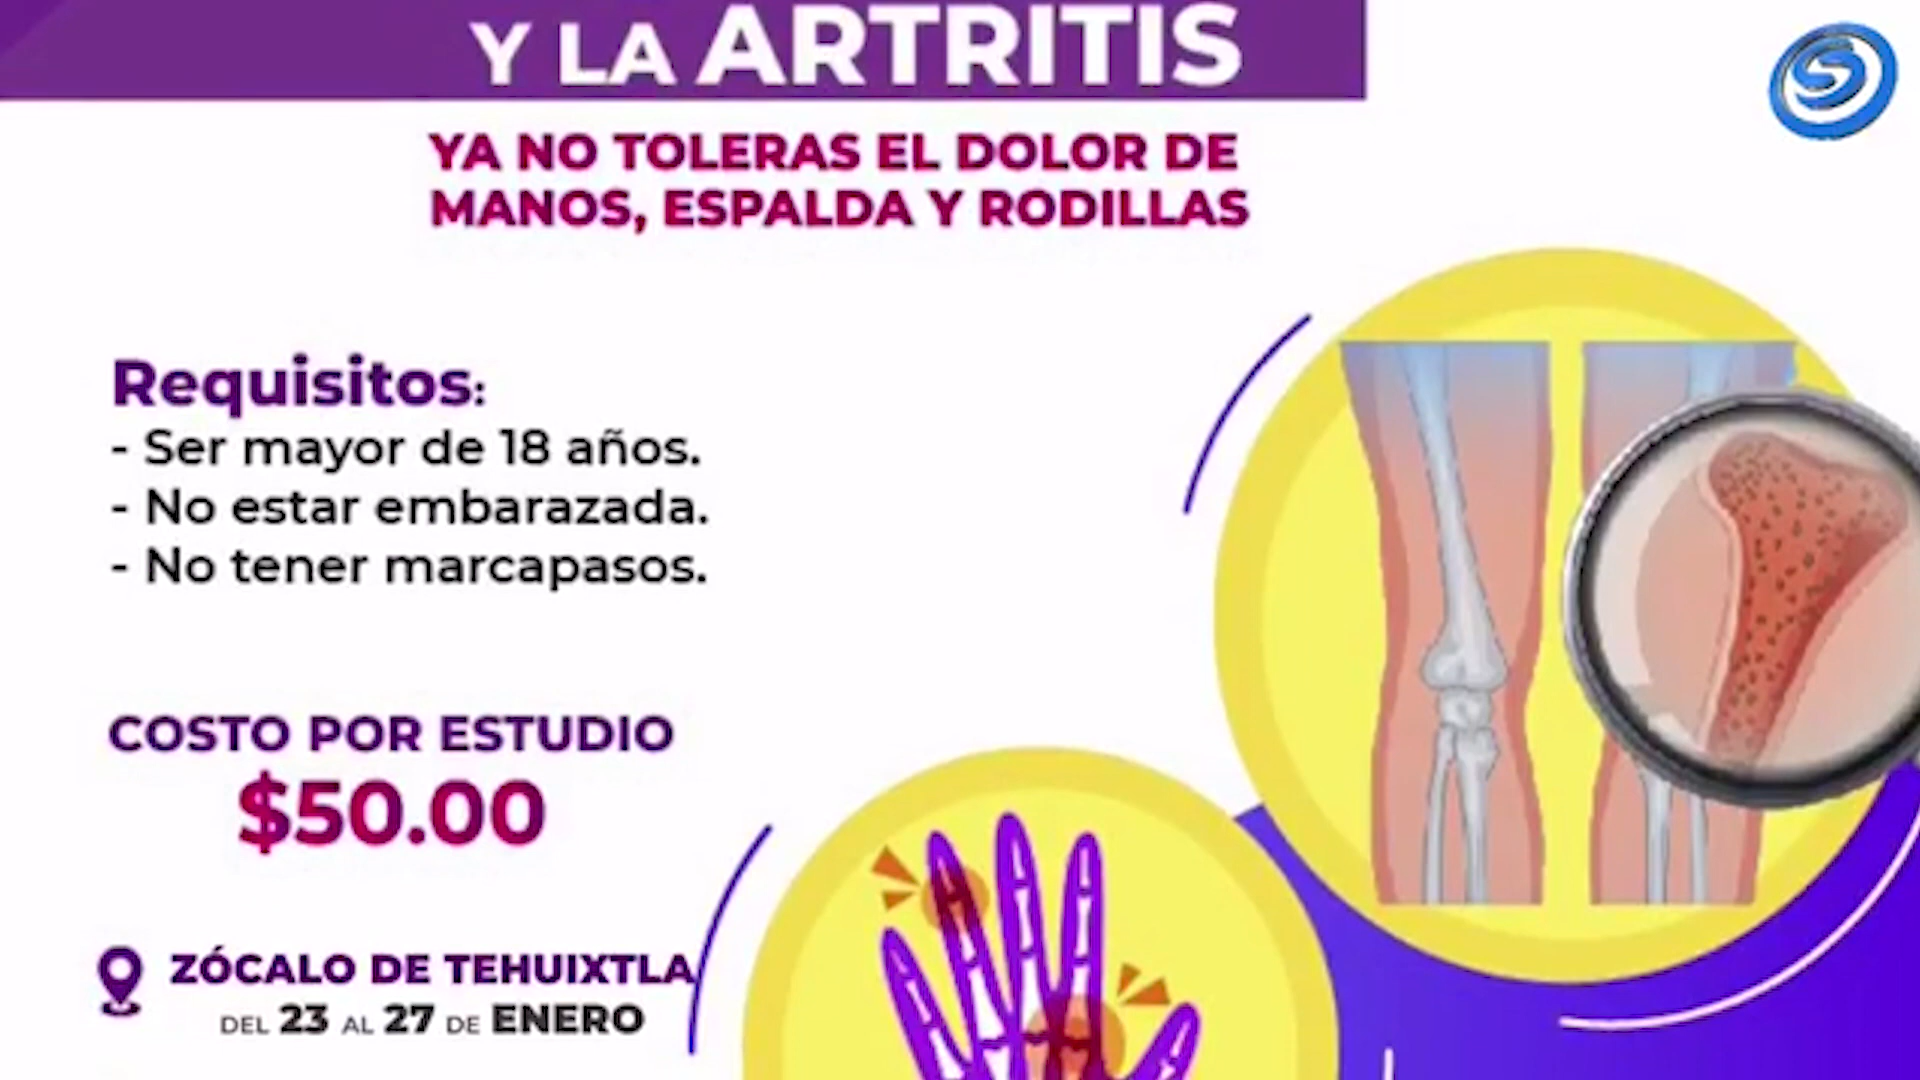 Y LA ARTRITIS
YA NO TOLERAS EL DOLOR DE
MANOS, ESPALDA Y RODILLAS
Requisitos:
- Ser mayor de 18 años.
- No estar embarazada.
- No tener marcapasos.
COSTO POR ESTUDIO
$50.00
ZÓCALO DE TEHUIXTLA
DEL 23 AL 27 DE ENERO